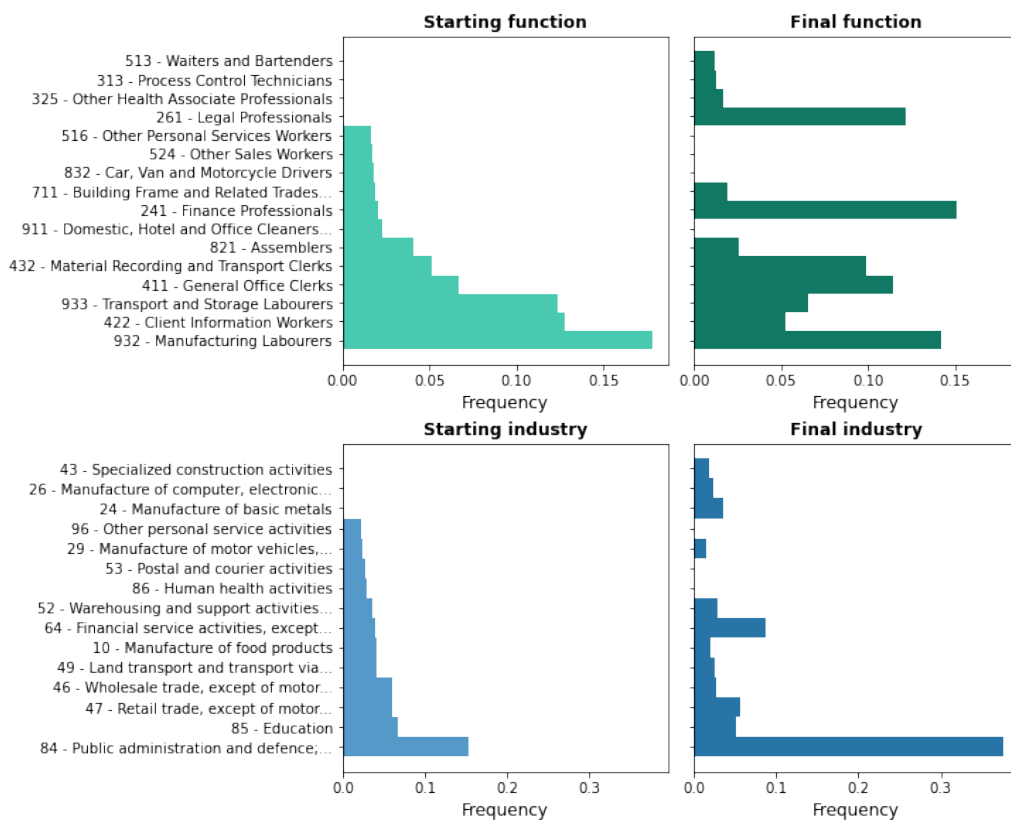 Starting function
Final function
513 - Waiters and Bartenders
313 - Process Control Technicians
325 - Other Health Associate Professionals
261 - Legal Professionals
516 - Other Personal Services Workers
524 - Other Sales Workers
832 - Car, Van and Motorcycle Drivers
711 - Building Frame and Related Trades...
241 - Finance Professionals
911 - Domestic, Hotel and Office Cleaners...
821 - Assemblers
432 - Material Recording and Transport Clerks
411 - General Office Clerks
933 - Transport and Storage Labourers
422 - Client Information Workers
932 - Manufacturing Labourers
0.00 0.05 0.10 0.15
0.00 0.05 0.10 0.15
Frequency
Frequency
Starting industry
Final industry
43 - Specialized construction activities
26 - Manufacture of computer, electronic...
24 - Manufacture of basic metals
96 - Other personal service activities
29 - Manufacture of motor vehicles,...
53 - Postal and courier activities
86 - Human health activities
52 - Warehousing and support activities...
64 - Financial service activities, except...
10 - Manufacture of food products
49 - Land transport and transport via...
46 - Wholesale trade, except of motor...
47 - Retail trade, except of motor...
85 - Education
84 - Public administration and defence;...
0.0 0.1 0.2 0.3
0.0 0.1 0.2 0.3
Frequency
Frequency